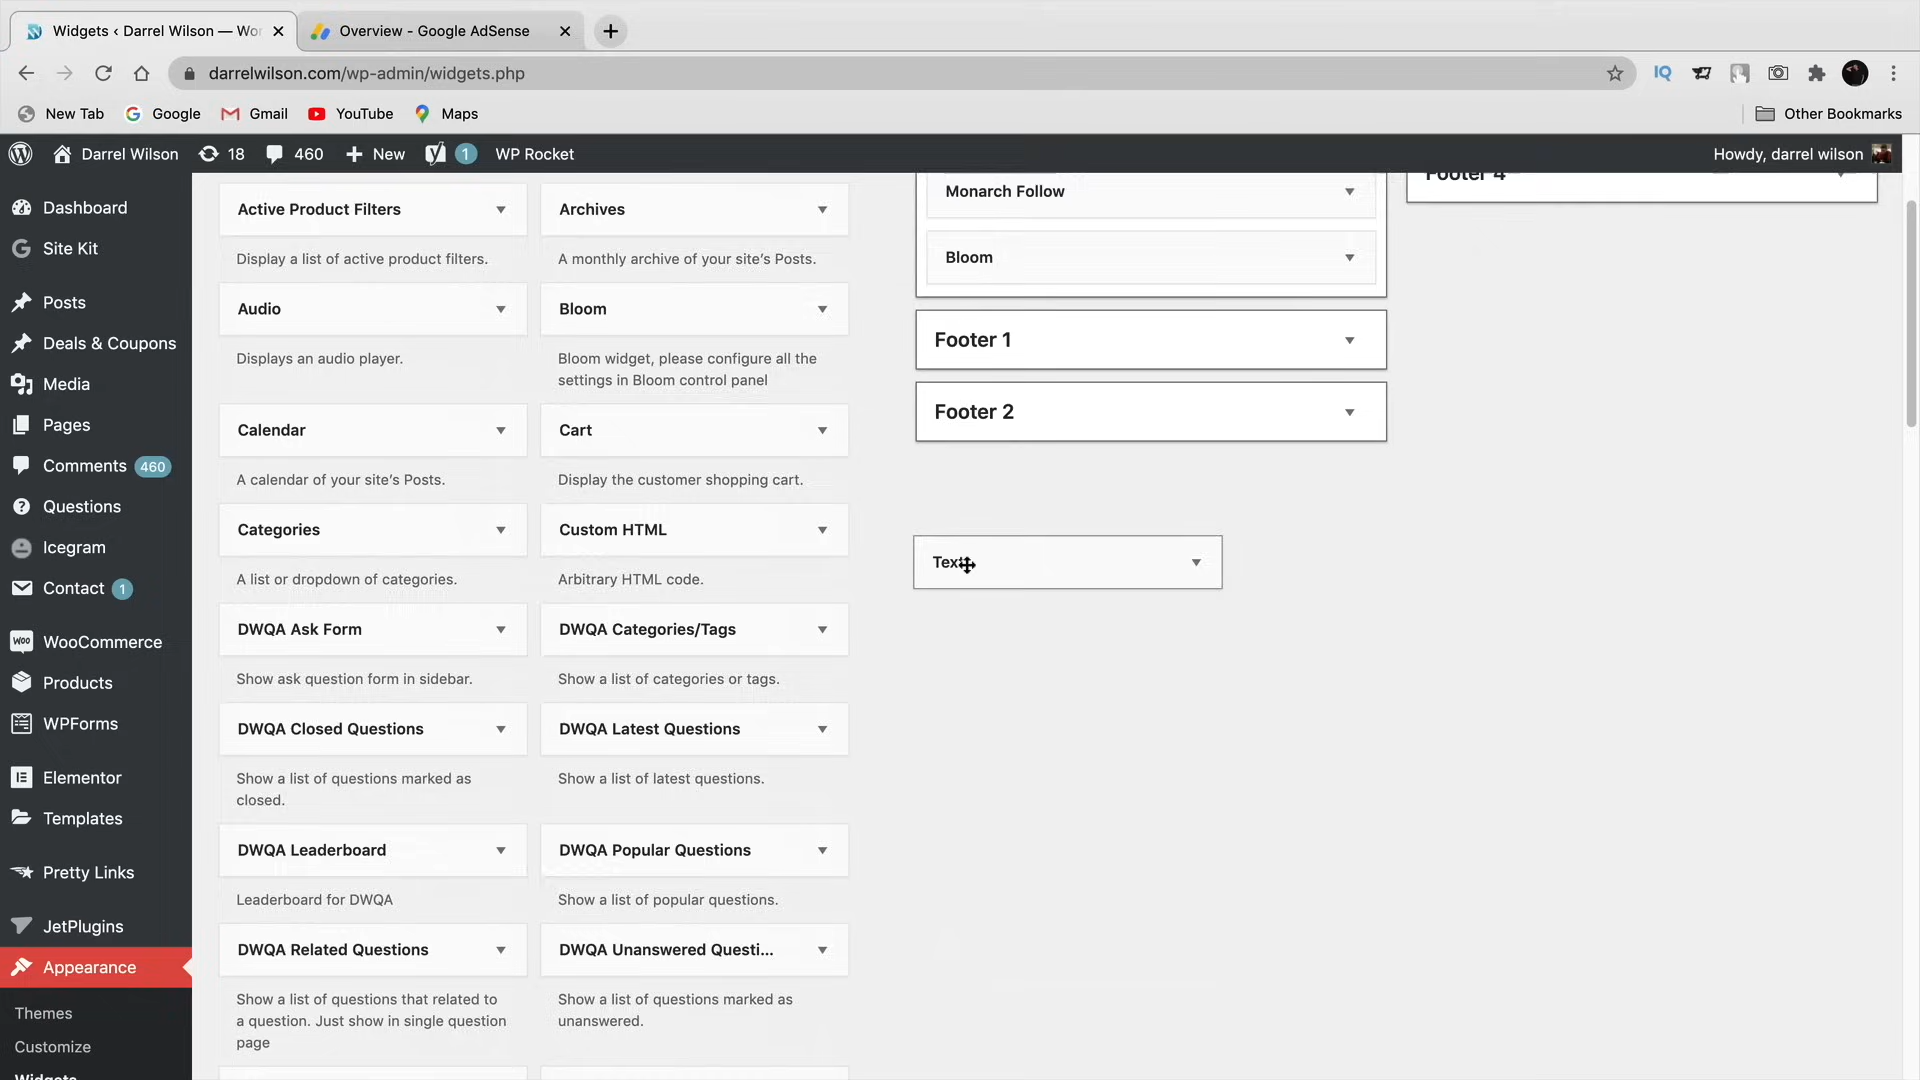 Widgets ‹ Darrel Wilson — Wor
Overview - Google AdSense
darrelwilson.com/wp-admin/widgets.php
New Tab
Google
Gmail
YouTube
Maps
Other Bookmarks
Darrel Wilson
18
460
New
1
WP Rocket
Howdy, darrel wilson
Dashboard
Site Kit
Posts
Deals & Coupons
Media
Pages
Comments 460
Questions
Icegram
Contact 1
WooCommerce
Products
WPForms
Elementor
Templates
Pretty Links
JetPlugins
Appearance
Themes
Customize
Widgets
Active Product Filters
Display a list of active product filters.
Archives
A monthly archive of your site's Posts.
Audio
Displays an audio player.
Bloom
Bloom widget, please configure all the
settings in Bloom control panel
Calendar
A calendar of your site's Posts.
Cart
Display the customer shopping cart.
Categories
A list or dropdown of categories.
Custom HTML
Arbitrary HTML code.
DWQA Ask Form
Show ask question form in sidebar.
DWQA Categories/Tags
Show a list of categories or tags.
DWQA Closed Questions
Show a list of questions marked as
closed.
DWQA Latest Questions
Show a list of latest questions.
DWQA Leaderboard
Leaderboard for DWQA
DWQA Popular Questions
Show a list of popular questions.
DWQA Related Questions
Show a list of questions that related to
a question. Just show in single question
page
DWQA Unanswered Questi...
Show a list of questions marked as
unanswered.
Monarch Follow
Bloom
Footer 1
Footer 2
Text
Footer 4